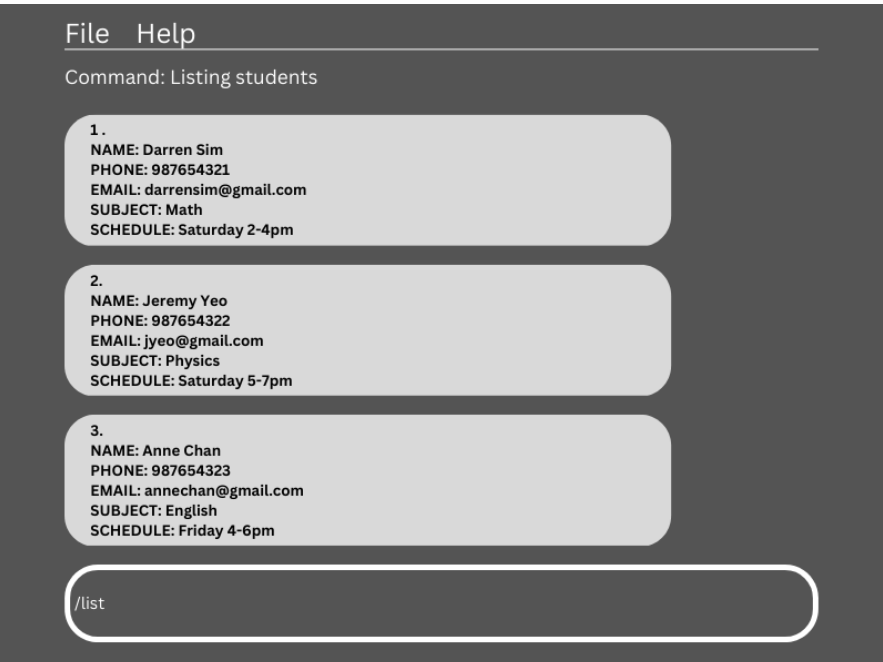 File Help
Command: Listing students
1.
NAME: Darren Sim
PHONE: 987654321
EMAIL: darrensim@gmail.com
SUBJECT: Math
SCHEDULE: Saturday 2-4pm
2.
NAME: Jeremy Yeo
PHONE: 987654322
EMAIL: jyeo@gmail.com
SUBJECT: Physics
SCHEDULE: Saturday 5-7pm
3.
NAME: Anne Chan
PHONE: 987654323
EMAIL: annechan@gmail.com
SUBJECT: English
SCHEDULE: Friday 4-6pm
/list